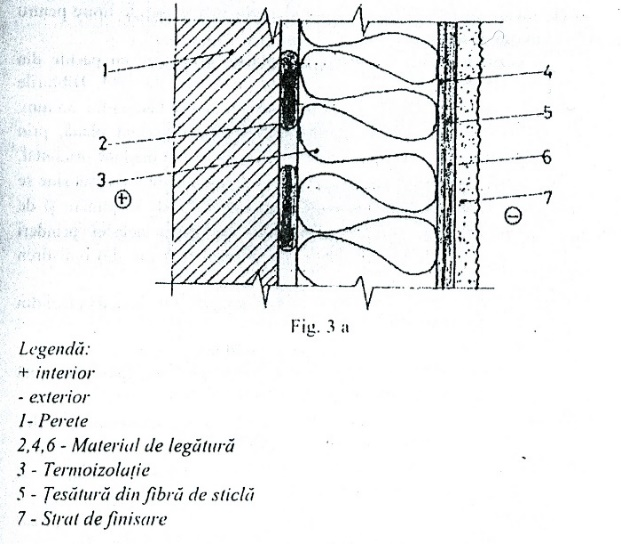 1
2
3
4
5
6
7
+
-
Fig. 3 a
Legendă:
+ interior
- exterior
1- Perete
2,4,6 - Material de legătură
3 - Termoizolație
5 - Țesătură din fibră de sticlă
7 - Strat de finisare